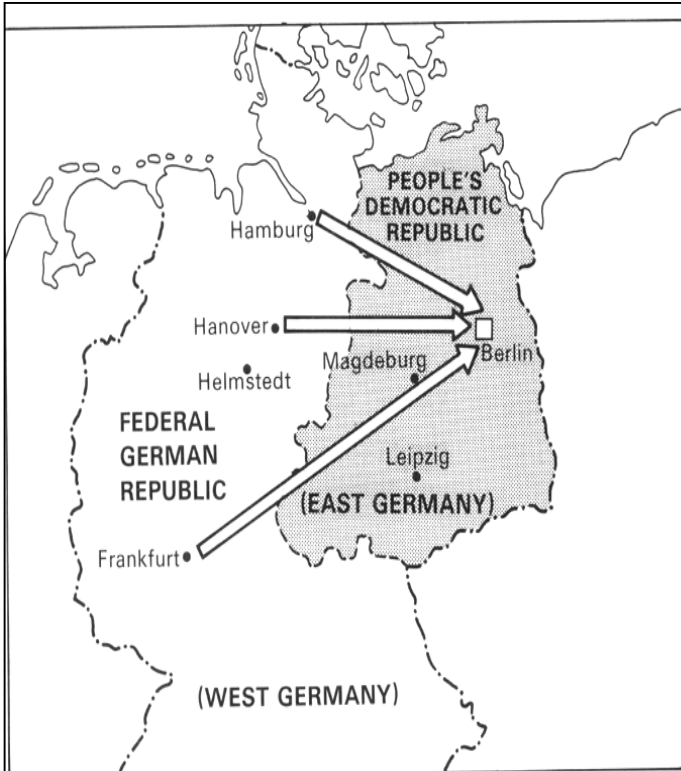 PEOPLE'S
DEMOCRATIC
REPUBLIC
Hamburg
Hanover
Berlin
Magdeburg
Helmstedt
FEDERAL
GERMAN
REPUBLIC
Leipzig
(EAST GERMANY)
Frankfurt
(WEST GERMANY)